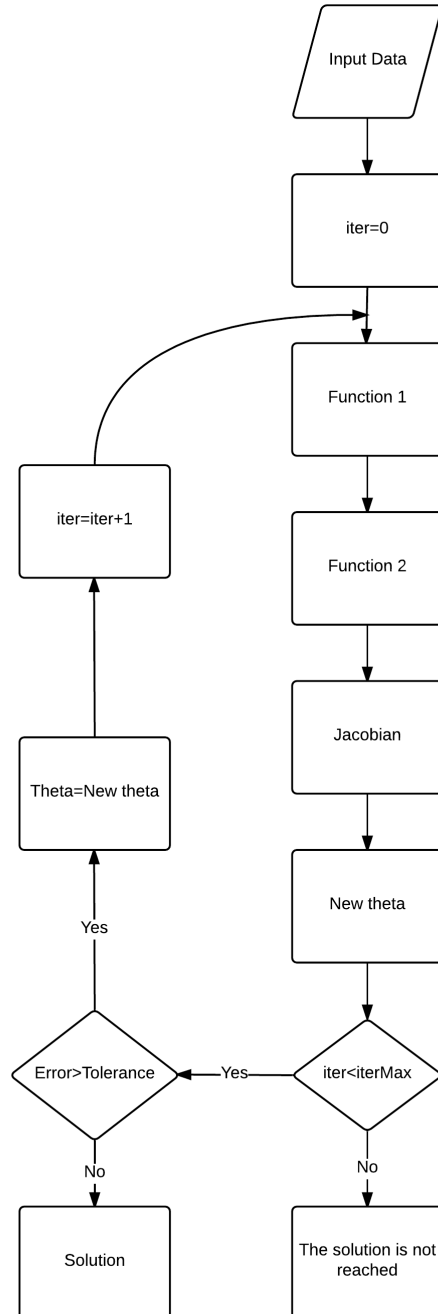 Input Data
iter=0
Function 1
iter=iter+1
Function 2
Jacobian
Theta=New theta
New theta
Yes
Error>Tolerance
Yes
iter<iterMax
No
No
Solution
The solution is not
reached